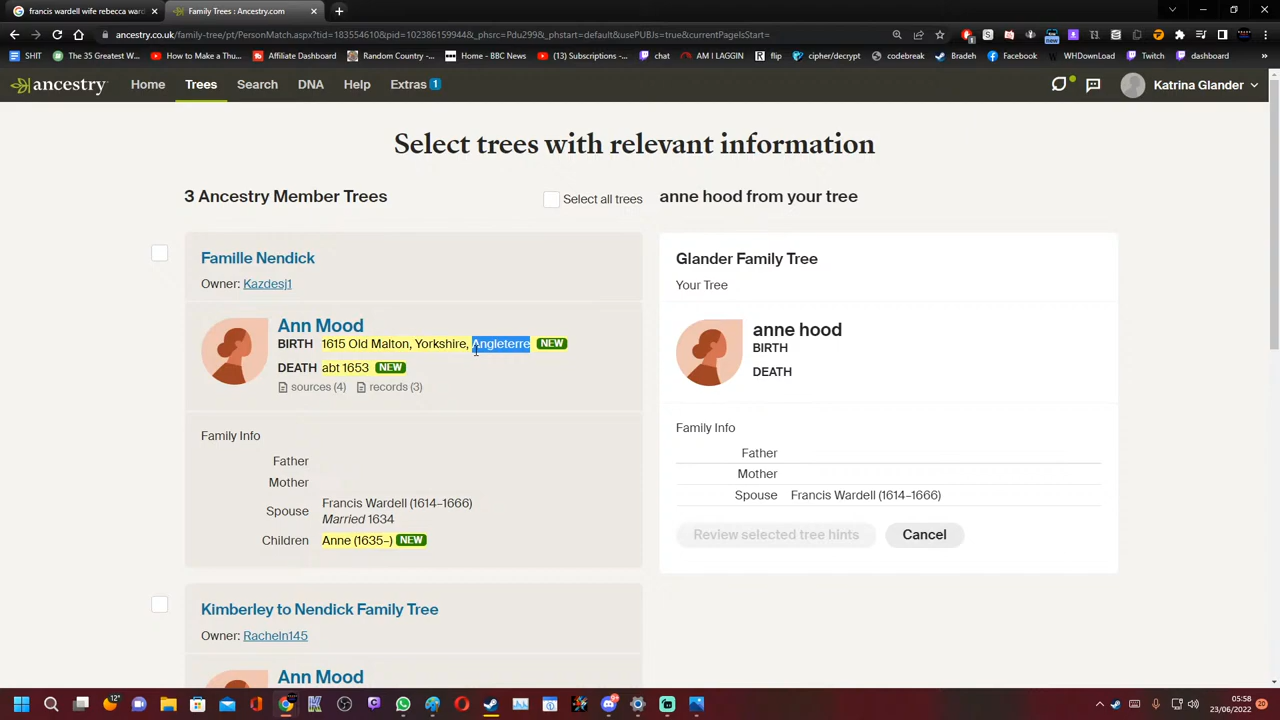 francis wardell wife rebecca ward
Family Trees : Ancestry.com
ancestry.co.uk/family-tree/pt/PersonMatch.aspx?tid=183554610&pid=102386159944&_phsrc=Pdu299&_phstart=default&usePUBJs=true&currentPageIsStart=
SHIT
The 35 Greatest W...
How to Make a Thu...
Affiliate Dashboard
Random Country -...
Home - BBC News
(13) Subscriptions -...
chat
AM I LAGGIN
flip
cipher/decrypt
codebreak
Bradeh
Facebook
WhatsApp
Twitch
dashboard
ancestry
Home
Trees
Search
DNA
Help
Extras 1
Katrina Glander
Select trees with relevant information
3 Ancestry Member Trees
Select all trees
anne hood from your tree
Famille Nendick
Owner: Kazdesj1
Ann Mood
BIRTH 1615 Old Malton, Yorkshire, Angleterre NEW
DEATH abt 1653 NEW
sources (4) records (3)
Family Info
Father
Mother
Spouse
Francis Wardell (1614–1666)
Married 1634
Children Anne (1635–) NEW
Glander Family Tree
Your Tree
anne hood
BIRTH
DEATH
Family Info
Father
Mother
Spouse Francis Wardell (1614–1666)
Review selected tree hints
Cancel
Kimberley to Nendick Family Tree
Owner: Racheln145
Ann Mood
12°
05:58
23/06/2022